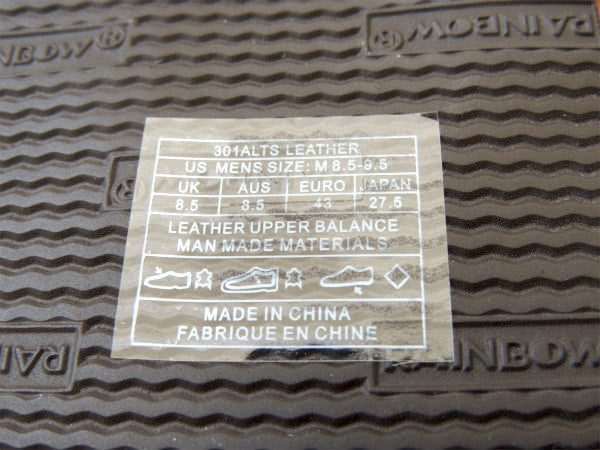 RAINBOW®
RAINBOW®
®
301ALTS LEATHER
US MENS SIZE: M 8.5-9.5
UK AUS EURO JAPAN
8.5 8.5 43 27.5
LEATHER UPPER BALANCE
MAN MADE MATERIALS
MADE IN CHINA
FABRIQUE EN CHINE
RAINBOW